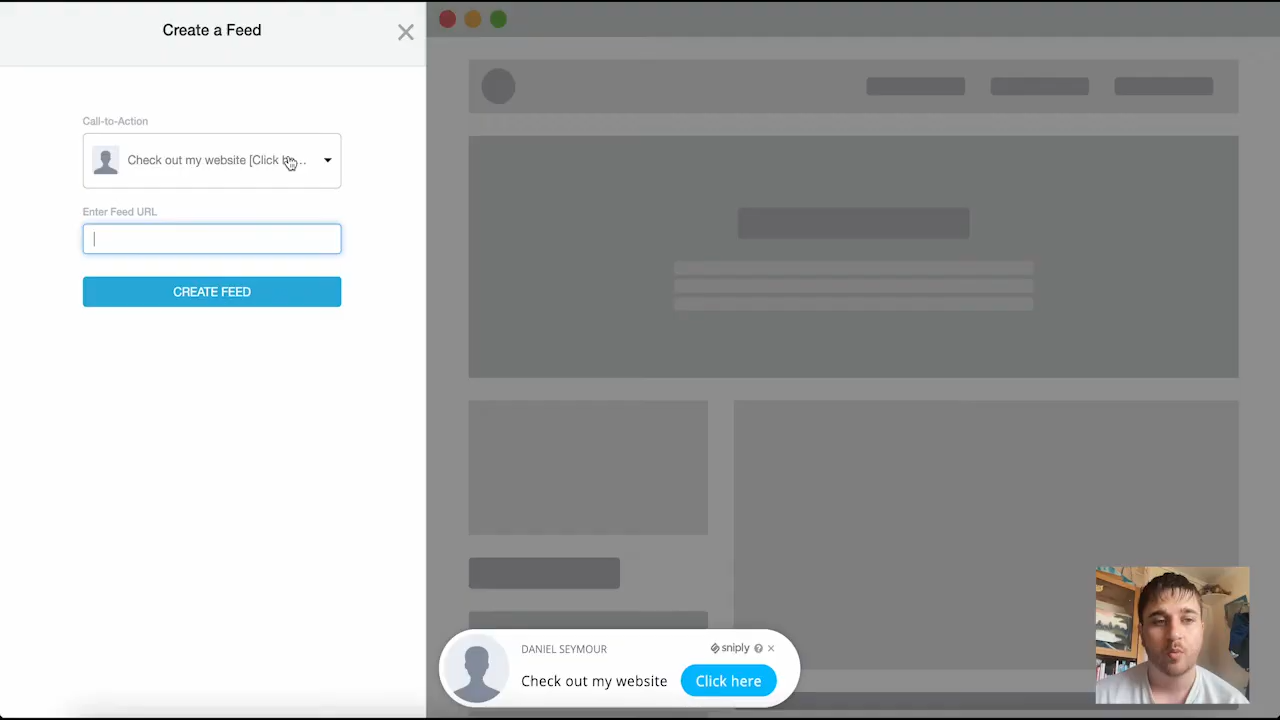 Create a Feed
Call-to-Action
Check out my website [Click h...
Enter Feed URL
CREATE FEED
DANIEL SEYMOUR
sniply
Check out my website
Click here